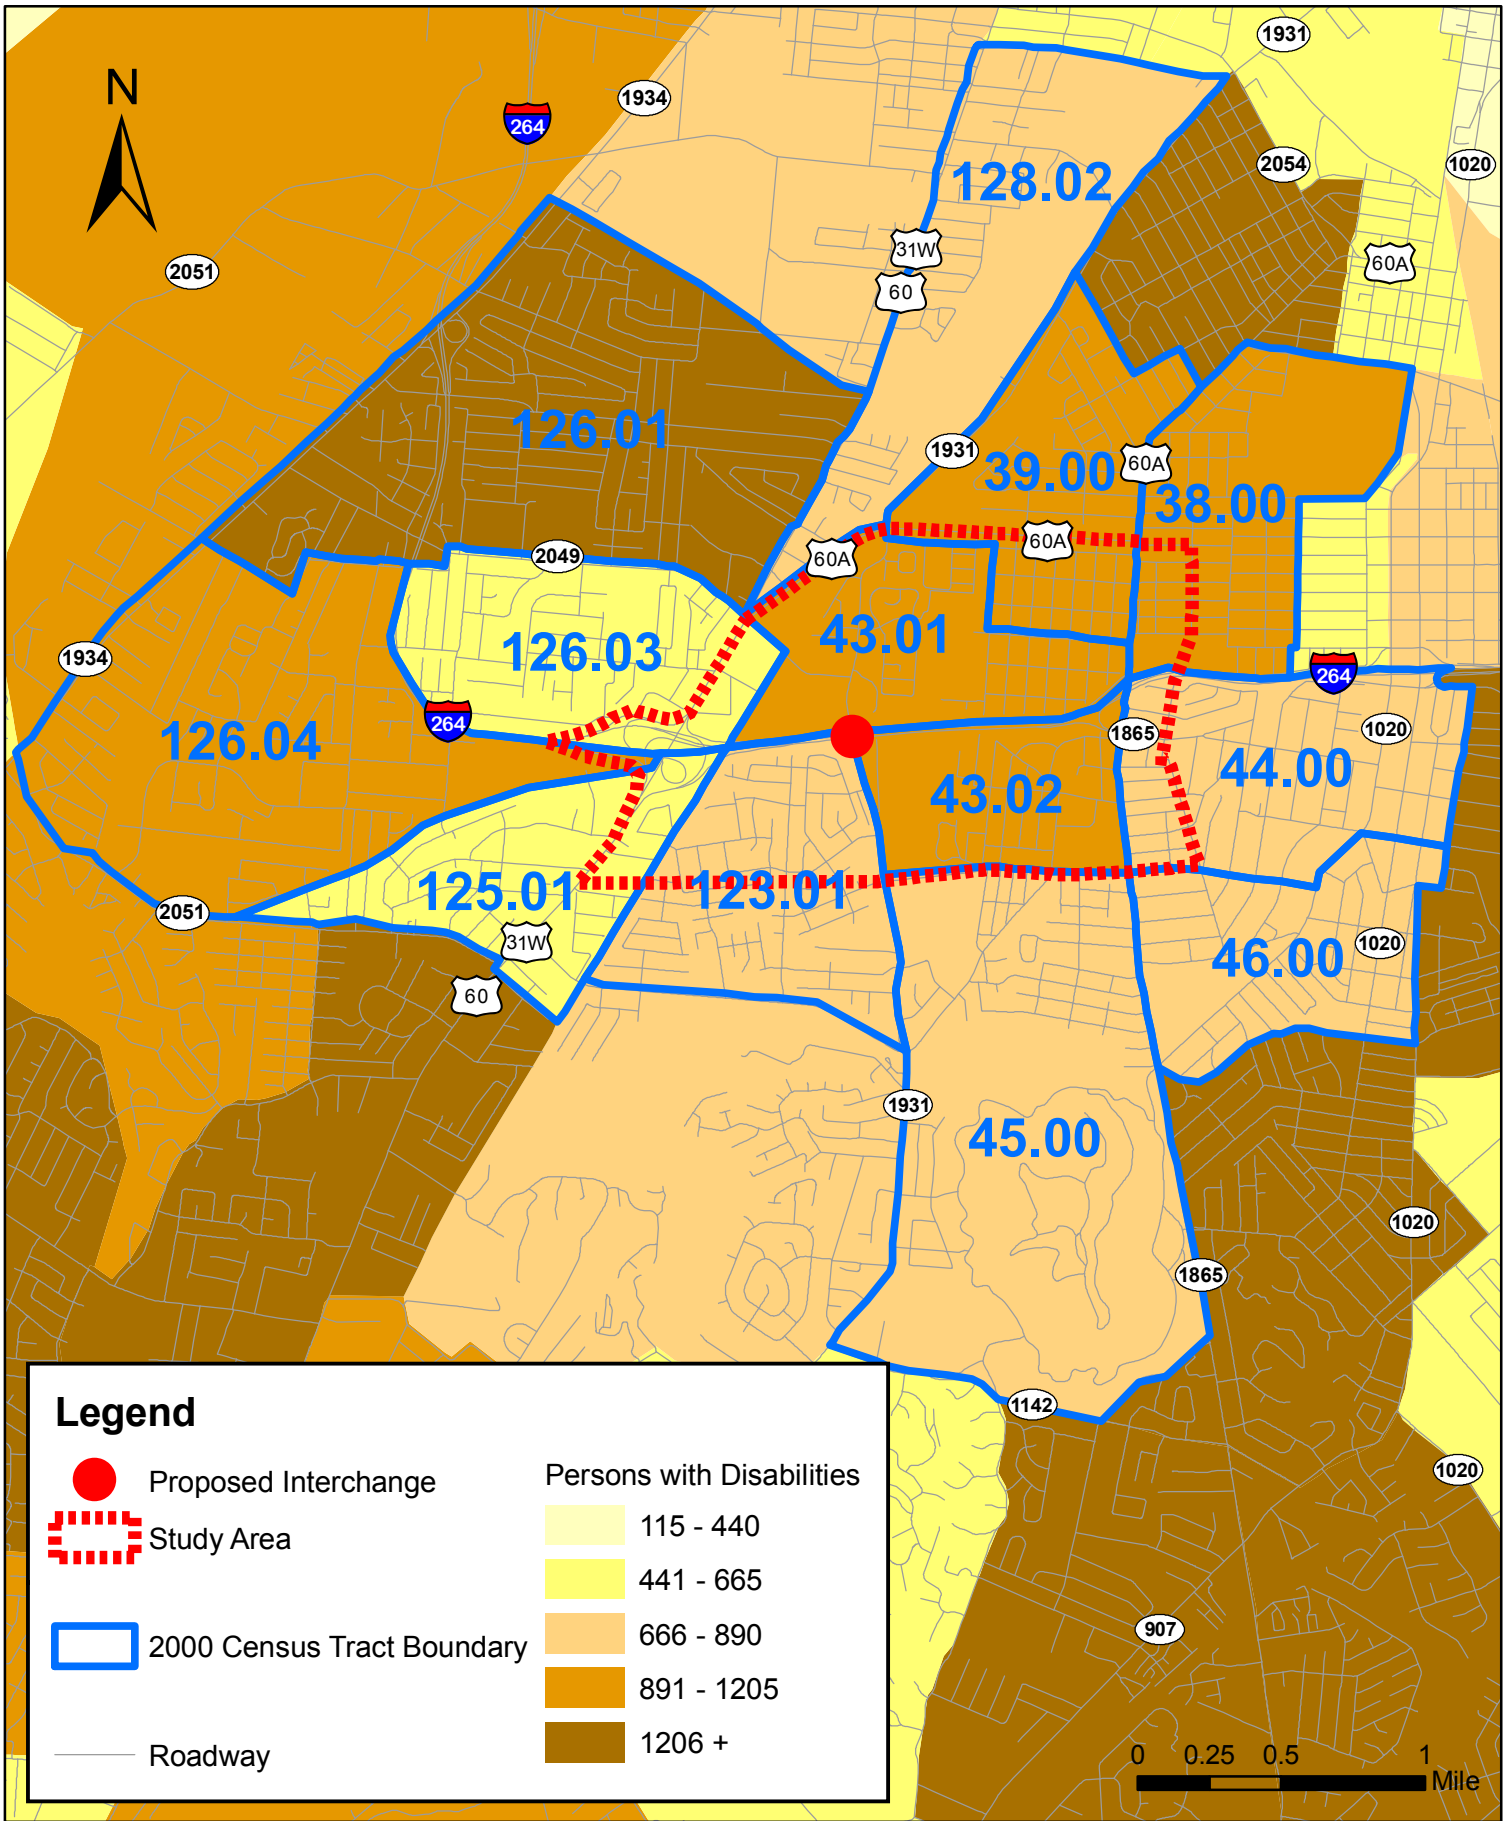 1931
N
1934
264
2054
1020
128.02
31W
60A
2051
60
126.01
1931
39.00
60A
38.00
60A
60A
2049
43.01
126.03
1934
264
264
126.04
1865
1020
44.00
43.02
125.01
123.01
2051
31W
1020
46.00
60
1931
45.00
1020
1865
1142
Legend
Proposed Interchange
Study Area
2000 Census Tract Boundary
Roadway
Persons with Disabilities
115 - 440
441 - 665
666 - 890
891 - 1205
1206 +
1020
907
0 0.25 0.5 1
Mile